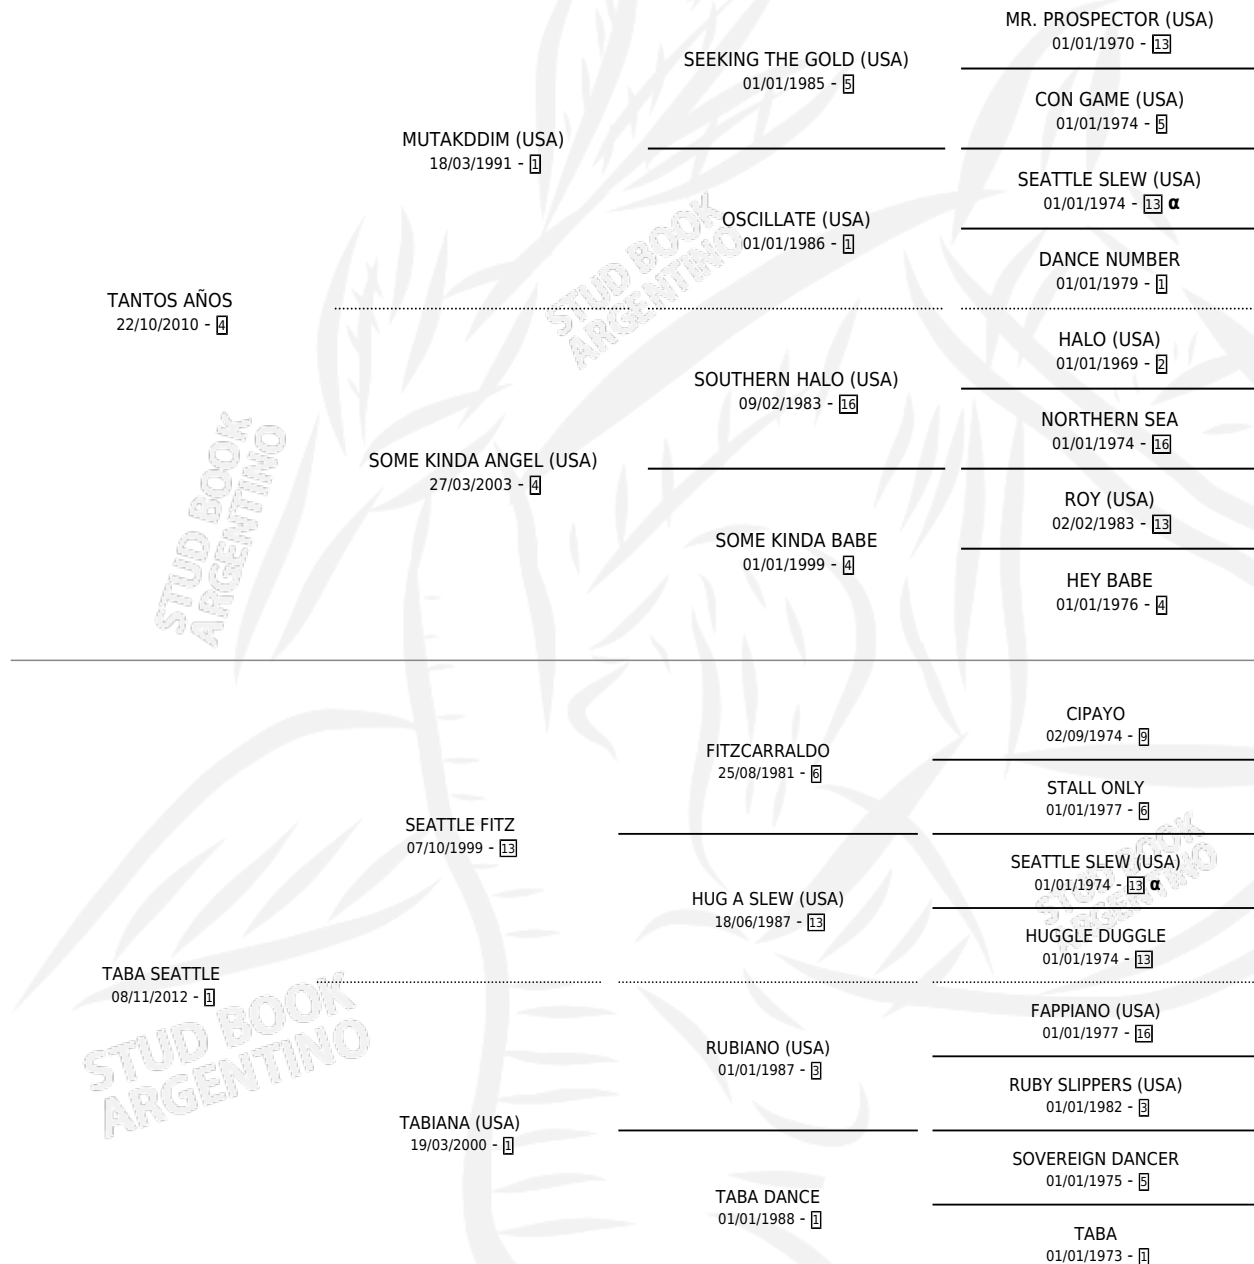 MR. PROSPECTOR (USA)
01/01/1970 - 13
SEEKING THE GOLD (USA)
01/01/1985 - 5
CON GAME (USA)
01/01/1974 - 5
MUTAKDDIM (USA)
18/03/1991 - 1
SEATTLE SLEW (USA)
01/01/1974 - 13 α
OSCILLATE (USA)
01/01/1986 - 1
DANCE NUMBER
01/01/1979 - 1
TANTOS AÑOS
22/10/2010 - 4
HALO (USA)
01/01/1969 - 2
SOUTHERN HALO (USA)
09/02/1983 - 16
NORTHERN SEA
01/01/1974 - 16
SOME KINDA ANGEL (USA)
27/03/2003 - 4
ROY (USA)
02/02/1983 - 13
SOME KINDA BABE
01/01/1999 - 4
HEY BABE
01/01/1976 - 4
CIPAYO
02/09/1974 - 9
FITZCARRALDO
25/08/1981 - 6
STALL ONLY
01/01/1977 - 6
SEATTLE FITZ
07/10/1999 - 13
SEATTLE SLEW (USA)
01/01/1974 - 13 α
HUG A SLEW (USA)
18/06/1987 - 13
HUGGLE DUGGLE
01/01/1974 - 13
TABA SEATTLE
08/11/2012 - 1
FAPPIANO (USA)
01/01/1977 - 16
RUBIANO (USA)
01/01/1987 - 3
RUBY SLIPPERS (USA)
01/01/1982 - 3
TABIANA (USA)
19/03/2000 - 1
SOVEREIGN DANCER
01/01/1975 - 5
TABA DANCE
01/01/1988 - 1
TABA
01/01/1973 - 1
STUD BOOK
ARGENTINO
STUD BOOK
ARGENTINO
STUD BOOK
ARGENTINO
STUD BOOK
ARGENTINO